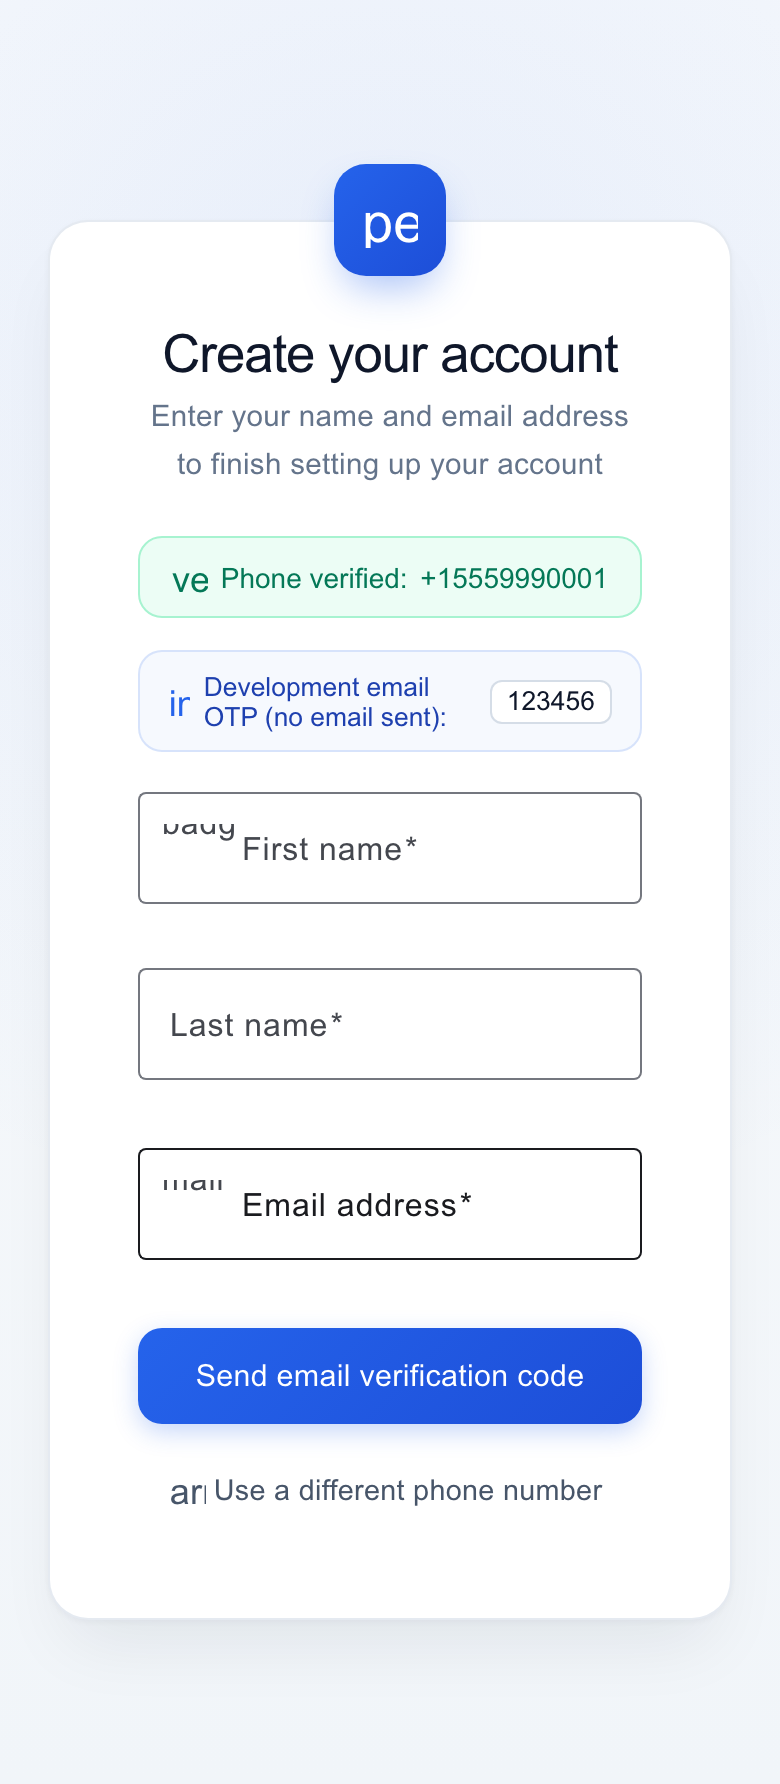 pe
Create your account
Enter your name and email address
to finish setting up your account
ve Phone verified: +15559990001
Development email
OTP (no email sent):
123456
First name*
Last name*
Email address*
Send email verification code
Use a different phone number